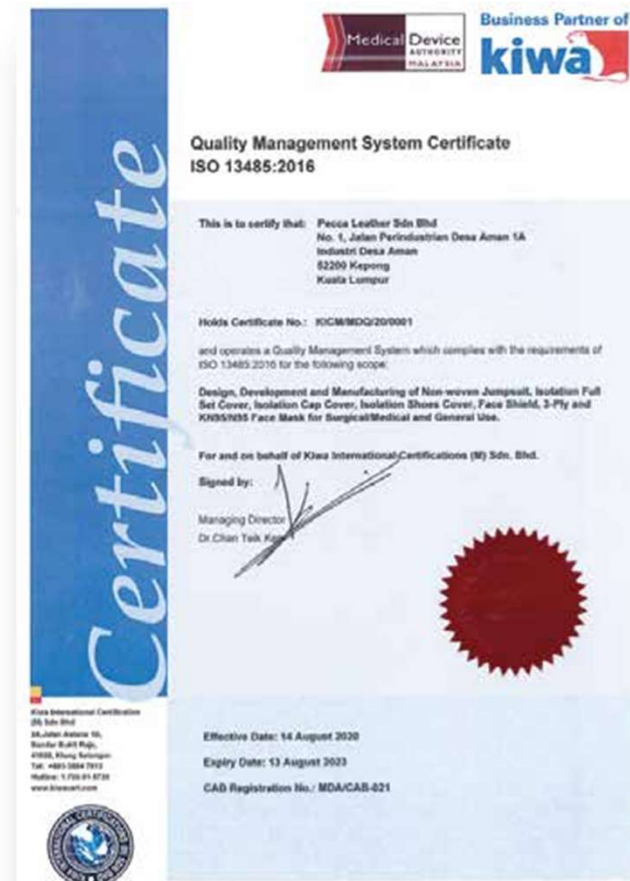 Medical Device
AUTHORITY
MALAYSIA
Business Partner of
kiwa
Certificate
Quality Management System Certificate
ISO 13485:2016
This is to certify that: Pecca Leather Sdn Bhd
No. 1, Jalan Perindustrian Desa Aman 1A
Industri Desa Aman
52200 Kepong
Kuala Lumpur
Holds Certificate No.: KICM/MDQ/20/0001
and operates a Quality Management System which complies with the requirements of
ISO 13485:2016 for the following scope:
Design, Development and Manufacturing of Non-woven Jumpsuit, Isolation Full
Set Cover, Isolation Cap Cover, Isolation Shoes Cover, Face Shield, 3-Ply and
KN95/N95 Face Mask for Surgical/Medical and General Use.
For and on behalf of Kiwa International Certifications (M) Sdn. Bhd.
Signed by:
Managing Director
Dr.Chan Teik
Kiwa International Certification
(M) Sdn Bhd
Bandar Bukit Raja,
Klang Selangor.
Effective Date: 14 August 2020
Expiry Date: 13 August 2023
CAB Registration No.: MDA/CAB-021